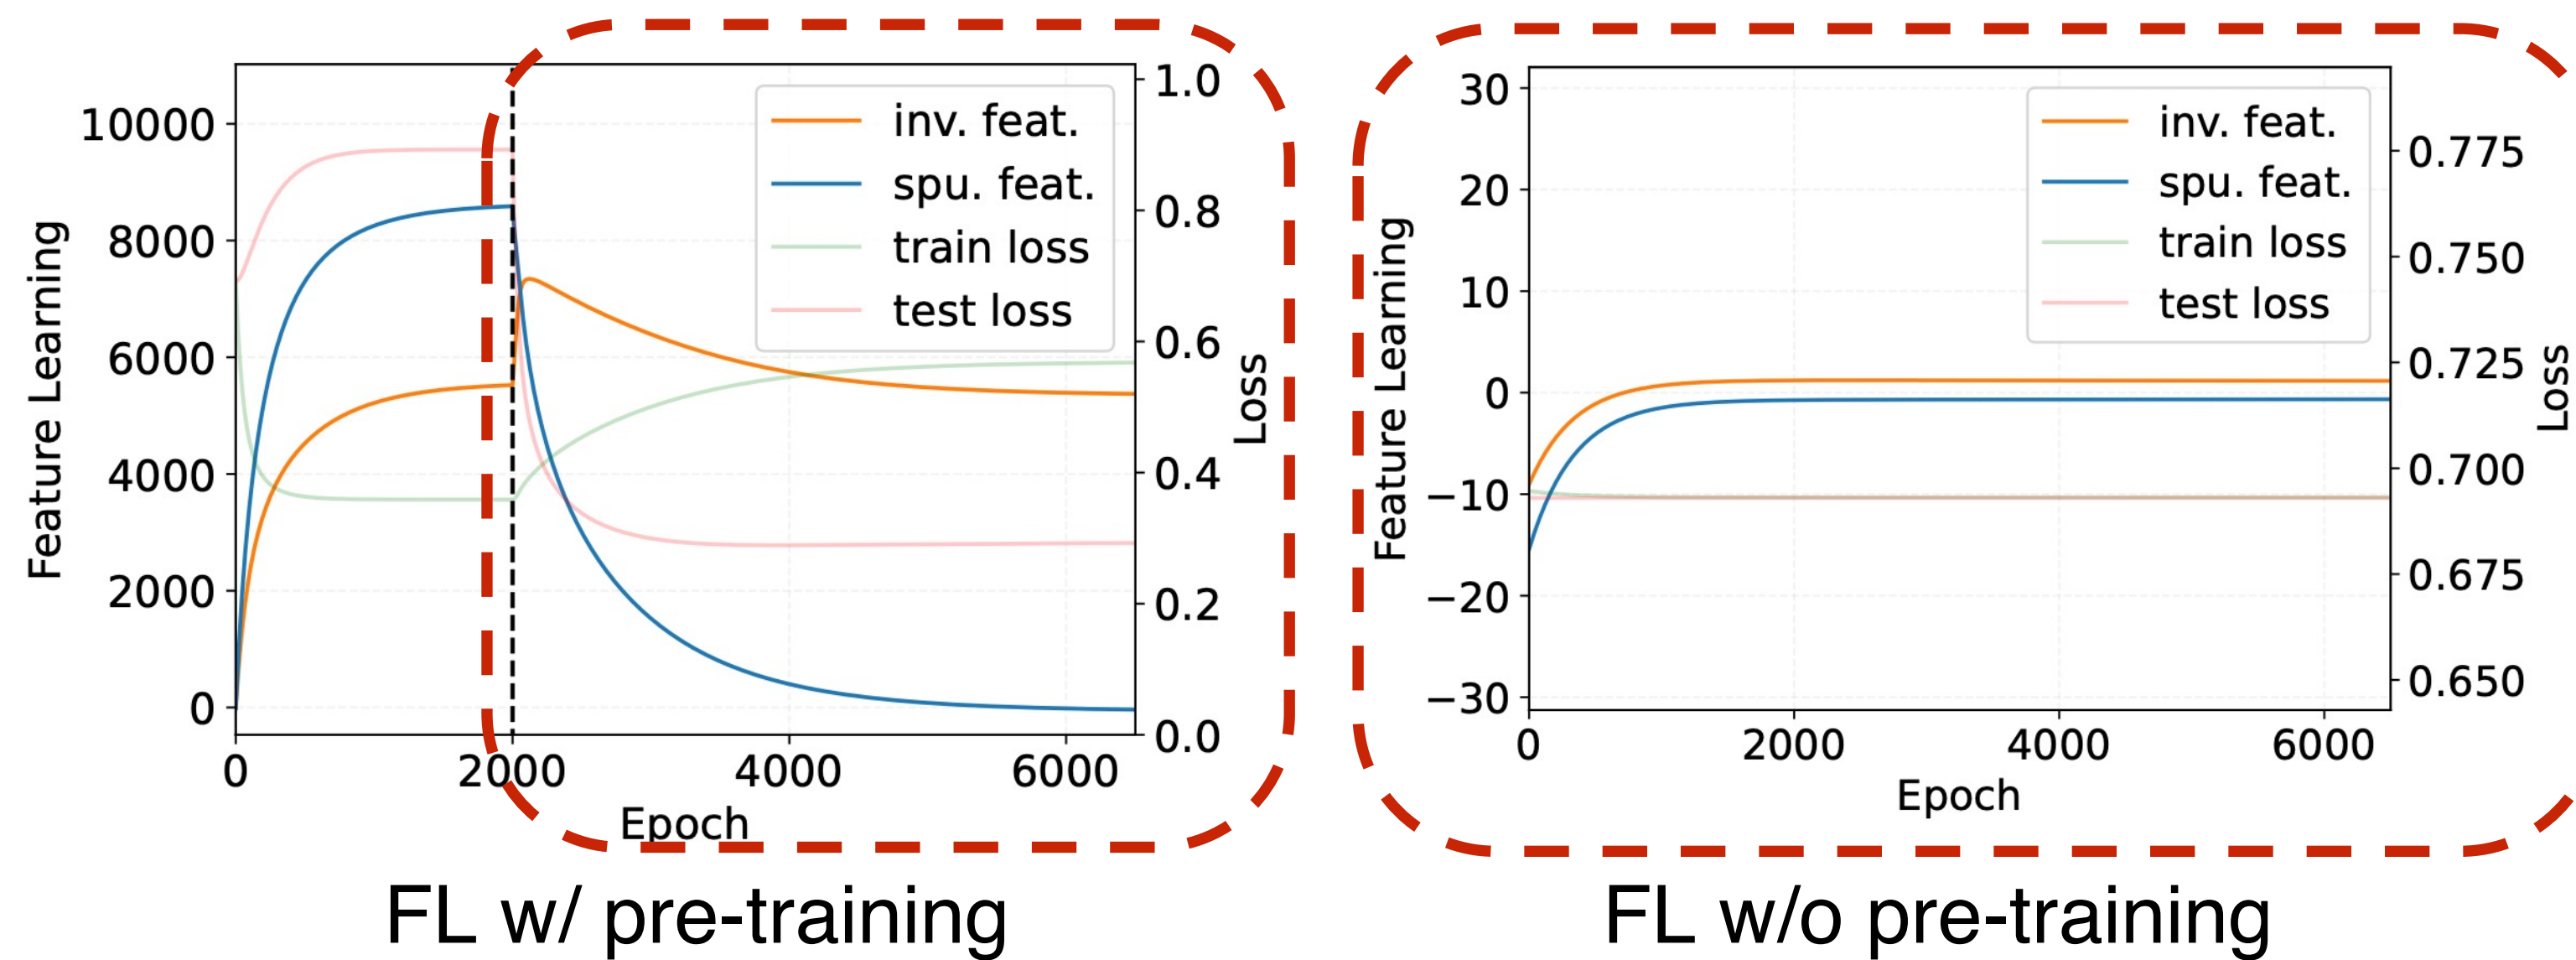 10000
8000
6000
4000
2000
0
Feature Learning
0
2000
4000
6000
Epoch
1.0
0.8
0.6
0.4
0.2
0.0
Loss
inv. feat.
spu. feat.
train loss
test loss
FL w/ pre-training
30
20
10
0
−10
−20
−30
Feature Learning
0
2000
4000
6000
Epoch
0.775
0.750
0.725
0.700
0.675
0.650
Loss
inv. feat.
spu. feat.
train loss
test loss
FL w/o pre-training